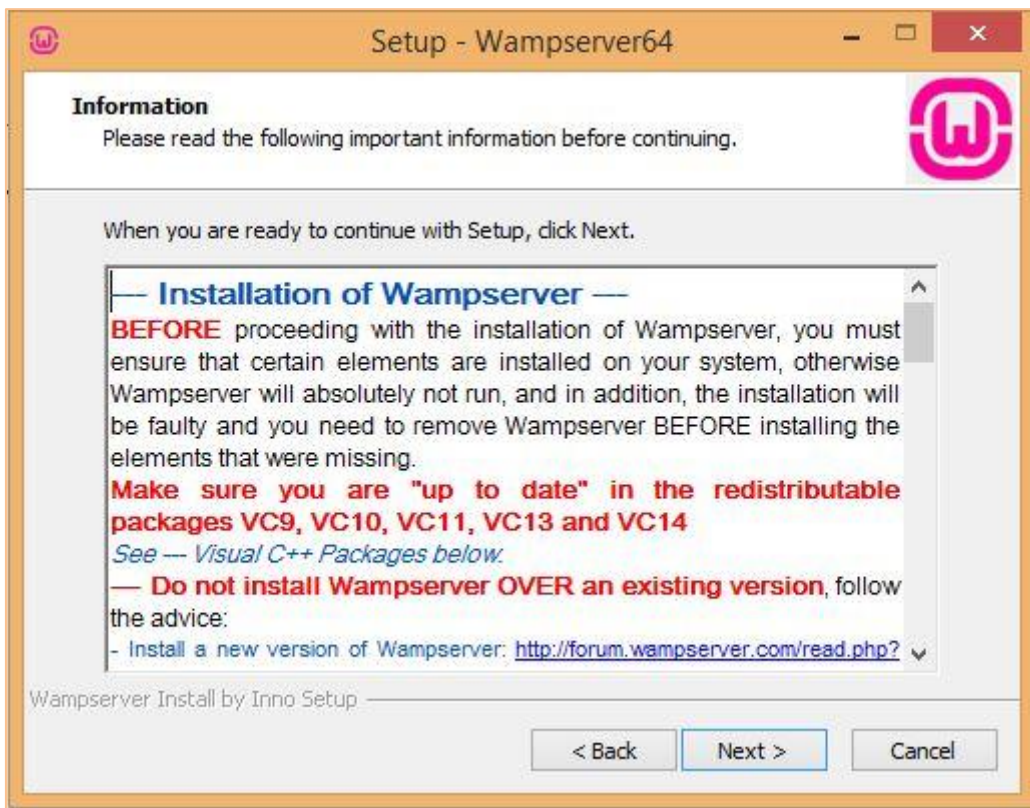 Setup - Wampserver64
Information
Please read the following important information before continuing.
When you are ready to continue with Setup, click Next.
--- Installation of Wampserver ---
BEFORE proceeding with the installation of Wampserver, you must
ensure that certain elements are installed on your system, otherwise
Wampserver will absolutely not run, and in addition, the installation will
be faulty and you need to remove Wampserver BEFORE installing the
elements that were missing.
Make sure you are "up to date" in the redistributable
packages VC9, VC10, VC11, VC13 and VC14
See --- Visual C++ Packages below.
--- Do not install Wampserver OVER an existing version, follow
the advice:
- Install a new version of Wampserver: http://forum.wampserver.com/read.php?
Wampserver Install by Inno Setup
< Back
Next >
Cancel